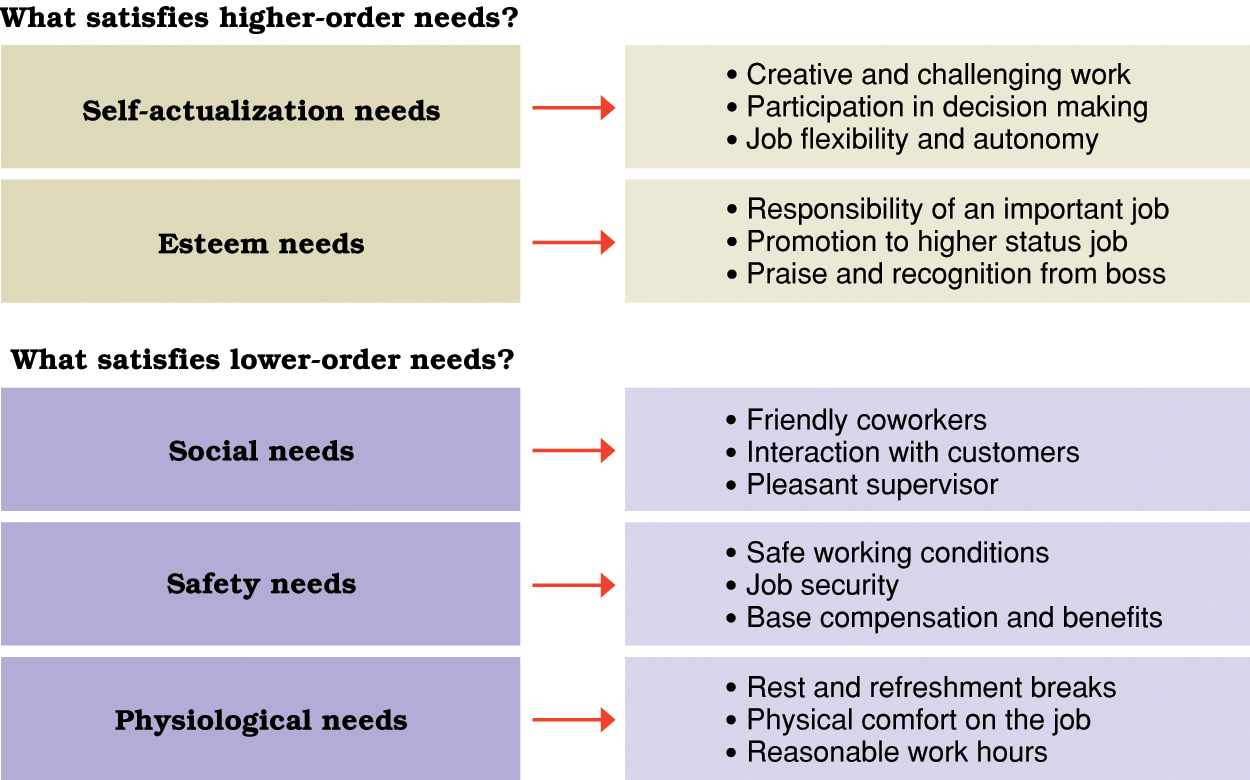 What satisfies higher-order needs?
Self-actualization needs
• Creative and challenging work
• Participation in decision making
• Job flexibility and autonomy
Esteem needs
• Responsibility of an important job
• Promotion to higher status job
• Praise and recognition from boss
What satisfies lower-order needs?
Social needs
• Friendly coworkers
• Interaction with customers
• Pleasant supervisor
Safety needs
• Safe working conditions
• Job security
• Base compensation and benefits
Physiological needs
• Rest and refreshment breaks
• Physical comfort on the job
• Reasonable work hours